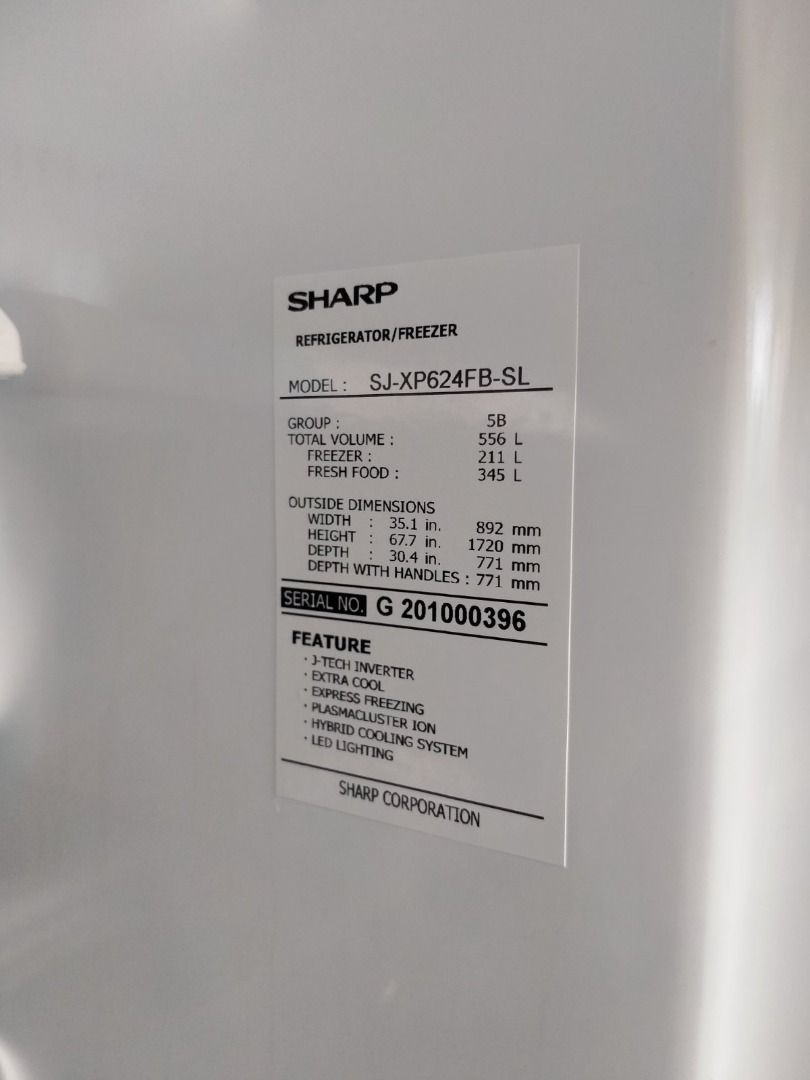 SHARP
REFRIGERATOR/FREEZER
MODEL : SJ-XP624FB-SL
GROUP : 5B
TOTAL VOLUME : 556 L
FREEZER : 211 L
FRESH FOOD : 345 L
OUTSIDE DIMENSIONS
WIDTH : 35.1 in. 892 mm
HEIGHT : 67.7 in. 1720 mm
DEPTH : 30.4 in. 771 mm
DEPTH WITH HANDLES : 771 mm
SERIAL NO. G 201000396
FEATURE
· J-TECH INVERTER
· EXTRA COOL
· EXPRESS FREEZING
· PLASMACLUSTER ION
· HYBRID COOLING SYSTEM
· LED LIGHTING
SHARP CORPORATION